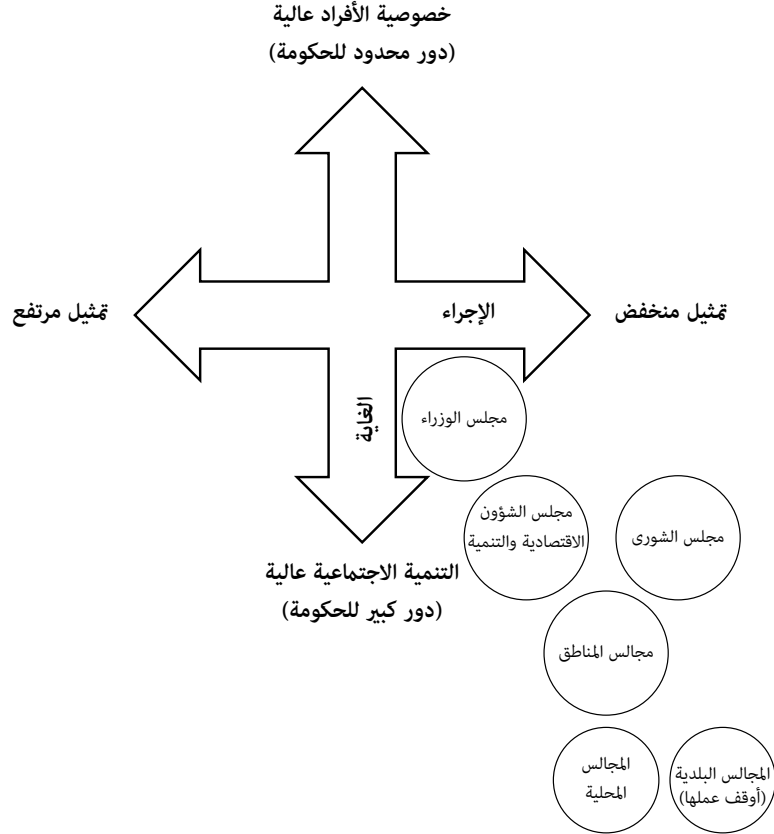 خصوصية الأفراد عالية
(دور محدود للحكومة)
تمثيل منخفض
الإجراء
تمثيل مرتفع
الغاية
مجلس الوزراء
التنمية الاجتماعية عالية
(دور كبير للحكومة)
مجلس الشورى
مجلس الشؤون
الاقتصادية والتنمية
مجالس المناطق
المجالس البلدية
(أوقف عملها)
المجالس
المحلية